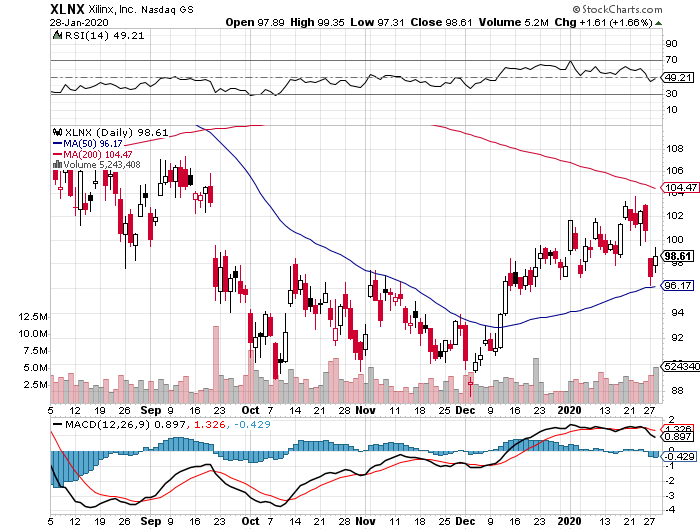 XLNX Xilinx, Inc. Nasdaq GS © StockCharts.com
28-Jan-2020 Open 97.89 High 99.35 Low 97.31 Close 98.61 Volume 5.2M Chg +1.61 (+1.66%)
RSI(14) 49.21
90
70
49.21
30
10
XLNX (Daily) 98.61
MA(50) 96.17
MA(200) 104.47
Volume 5,243,408
108
106
104.47
102
100
98.61
96.17
94
92
90
88
12.5M
10.0M
7.5M
5.0M
2.5M
524340
5 12 19 26 Sep 9 16 23 Oct 7 14 21 28 Nov 11 18 25 Dec 9 16 23 2020 13 21 27
MACD(12,26,9) 0.897, 1.326, -0.429
1.326
0.897
0
-0.429
-1
-2
-3
-4
5 12 19 26 Sep 9 16 23 Oct 7 14 21 28 Nov 11 18 25 Dec 9 16 23 2020 13 21 27